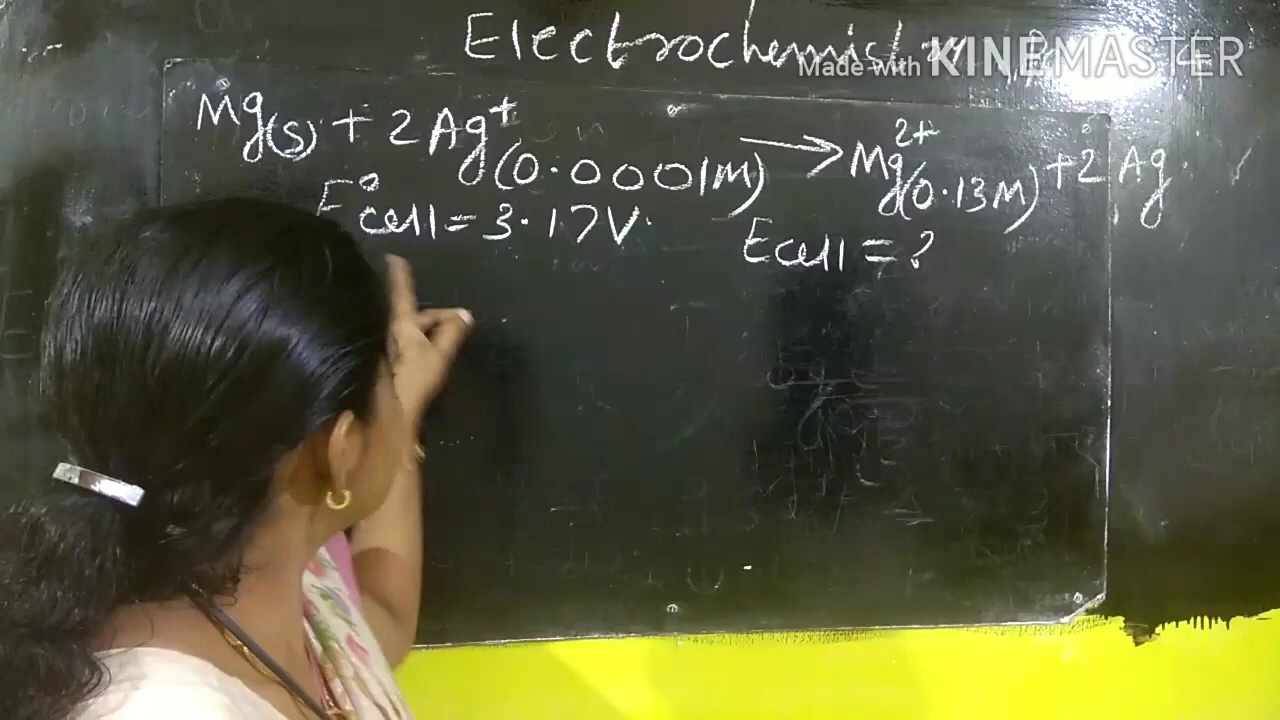 Electrochemistry
Made with KINEMASTER
Mg(s) + 2Ag⁺(0.0001M) → Mg²⁺(0.13M) + 2Ag
E°cell = 3.17V.
Ecell = ?